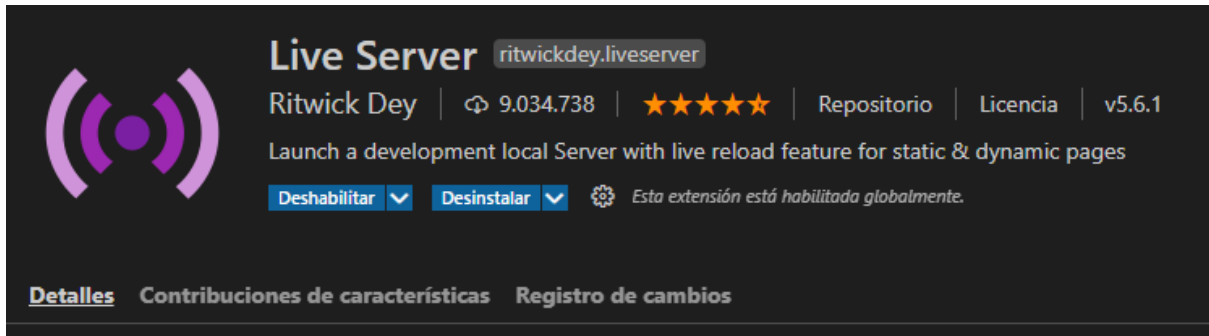 Live Server ritwickdey.liveserver
Ritwick Dey 9.034.738 Repositorio Licencia v5.6.1
Launch a development local Server with live reload feature for static & dynamic pages
Deshabilitar Desinstalar Esta extensión está habilitada globalmente.
Detalles Contribuciones de características Registro de cambios